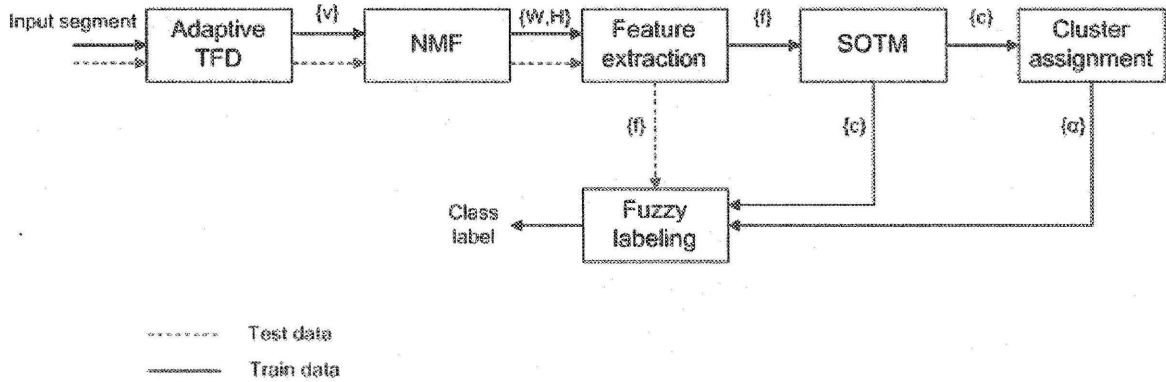 Input segment
Adaptive
TFD
{v}
NMF
{W,H}
Feature
extraction
{f}
SOTM
{c}
Cluster
assignment
{f}
{c}
{α}
Class
label
Fuzzy
labeling
Test data
Train data